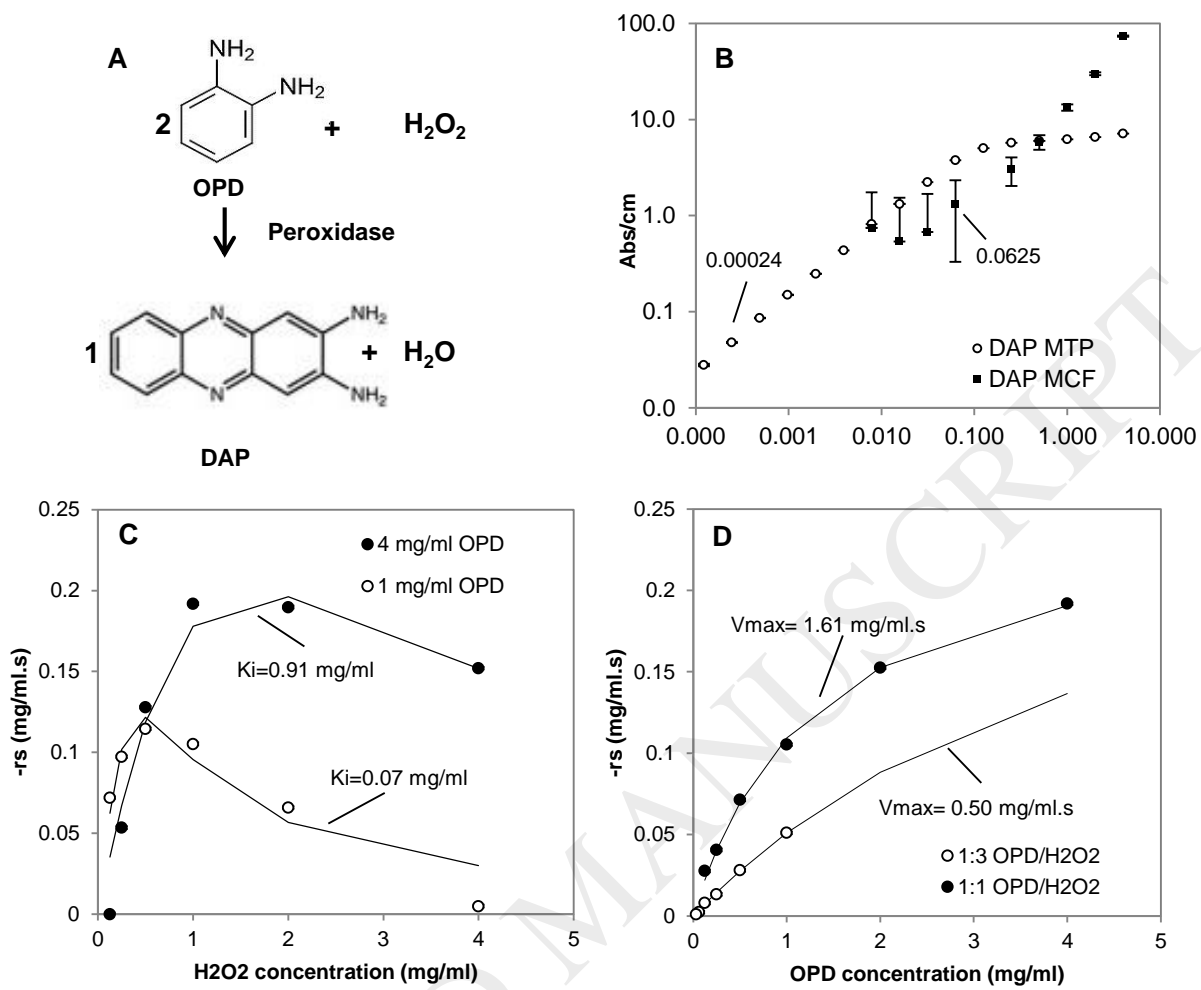 A
NH2
NH2
2
+
H2O2
OPD
Peroxidase
N
N
NH2
NH2
1
+
H2O
DAP
B
100.0
10.0
1.0
0.1
0.0
Abs/cm
0.00024
0.0625
DAP MTP
DAP MCF
0.000
0.001
0.010
0.100
1.000
10.000
C
0.25
0.2
0.15
0.1
0.05
0
-rs (mg/ml.s)
4 mg/ml OPD
1 mg/ml OPD
Ki=0.91 mg/ml
Ki=0.07 mg/ml
0
1
2
3
4
5
H2O2 concentration (mg/ml)
D
0.25
0.2
0.15
0.1
0.05
0
-rs (mg/ml.s)
Vmax= 1.61 mg/ml.s
Vmax= 0.50 mg/ml.s
1:3 OPD/H2O2
1:1 OPD/H2O2
0
1
2
3
4
5
OPD concentration (mg/ml)
D MANUSCRIPT